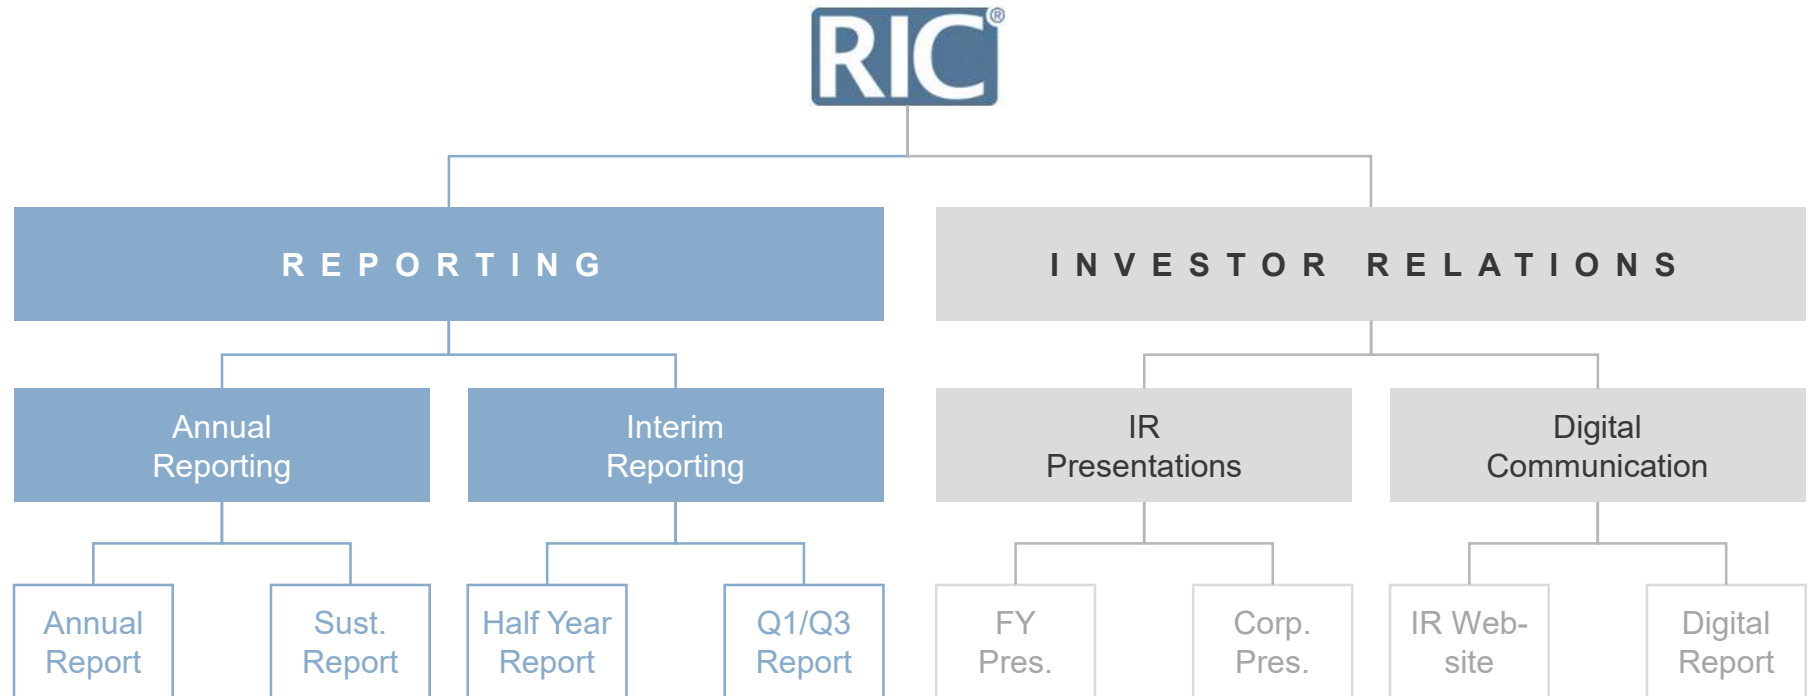 RIC®
REPORTING
INVESTOR RELATIONS
Annual
Reporting
Interim
Reporting
IR
Presentations
Digital
Communication
Annual
Report
Sust.
Report
Half Year
Report
Q1/Q3
Report
FY
Pres.
Corp.
Pres.
IR Web-
site
Digital
Report